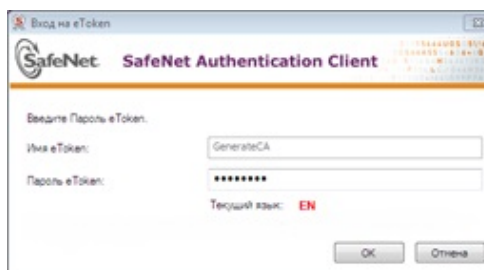 Вход на eToken
SafeNet. SafeNet Authentication Client
Введите Пароль eToken.
Имя eToken: GenerateCA
Пароль eToken: ••••••••
Текущий язык: EN
OK Отмена